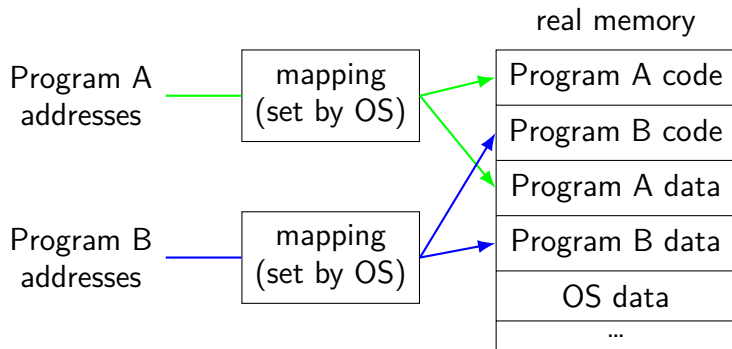 real memory
Program A
addresses
mapping
(set by OS)
Program A code
Program B code
Program A data
Program B
addresses
mapping
(set by OS)
Program B data
OS data
...